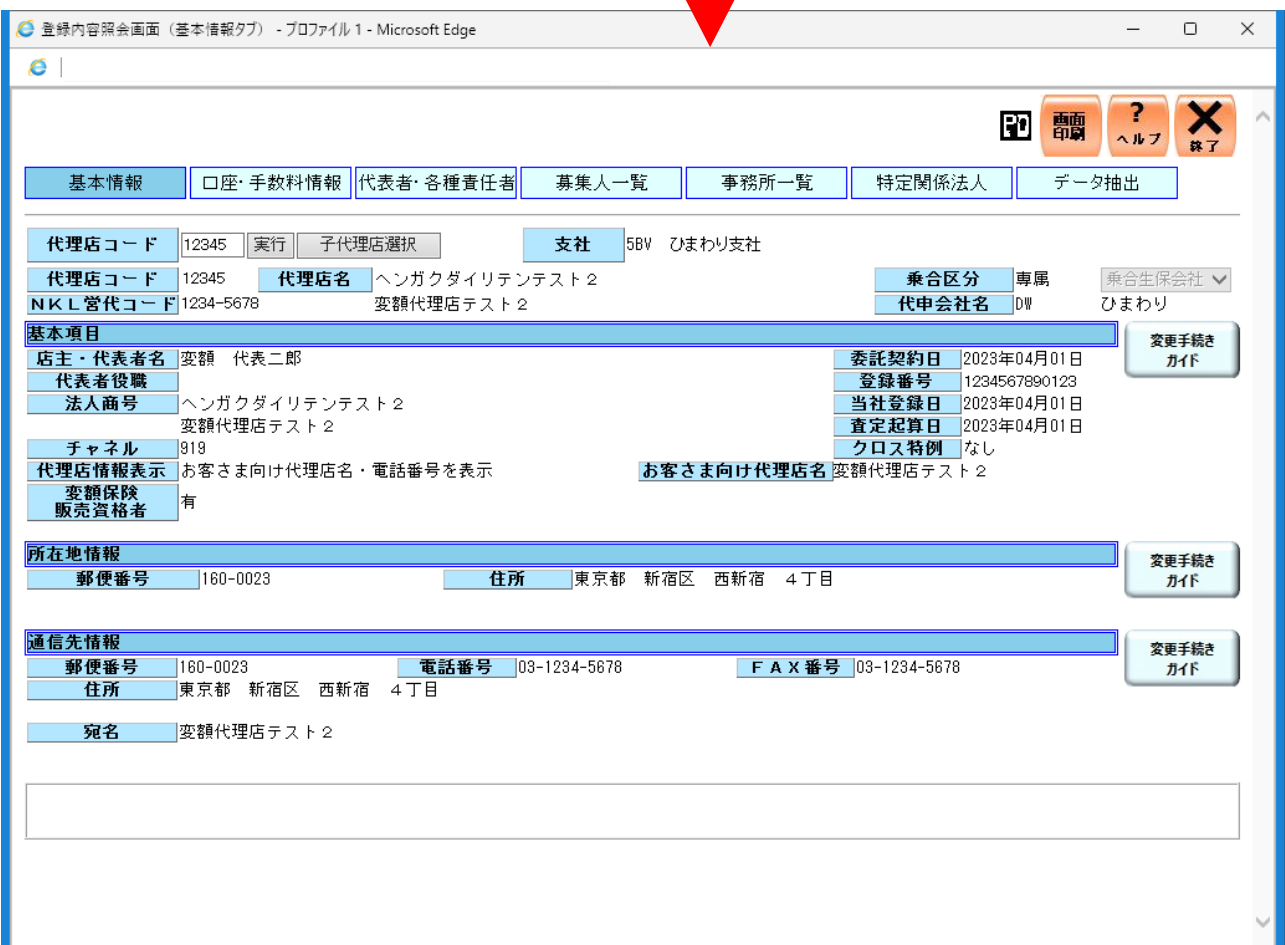 登録内容照会画面（基本情報タブ） - プロファイル 1 - Microsoft Edge
画面印刷 ? ヘルプ 終了
基本情報 口座・手数料情報 代表者・各種責任者 募集人一覧 事務所一覧 特定関係法人 データ抽出
代理店コード 12345 実行 子代理店選択 支社 5BV ひまわり支社
代理店コード 12345 代理店名 ヘンガクダイリテンテスト２ 乗合区分 専属 乗合生保会社
ＮＫＬ営代コード 1234-5678 変額代理店テスト２ 代申会社名 DW ひまわり
基本項目 変更手続きガイド
店主・代表者名 変額　代表二郎 委託契約日 2023年04月01日
代表者役職 登録番号 1234567890123
法人商号 ヘンガクダイリテンテスト２ 当社登録日 2023年04月01日
変額代理店テスト２ 査定起算日 2023年04月01日
チャネル 919 クロス特例 なし
代理店情報表示 お客さま向け代理店名・電話番号を表示 お客さま向け代理店名 変額代理店テスト２
変額保険
販売資格者 有
所在地情報 変更手続きガイド
郵便番号 160-0023 住所 東京都　新宿区　西新宿　４丁目
通信先情報 変更手続きガイド
郵便番号 160-0023 電話番号 03-1234-5678 ＦＡＸ番号 03-1234-5678
住所 東京都　新宿区　西新宿　４丁目
宛名 変額代理店テスト２